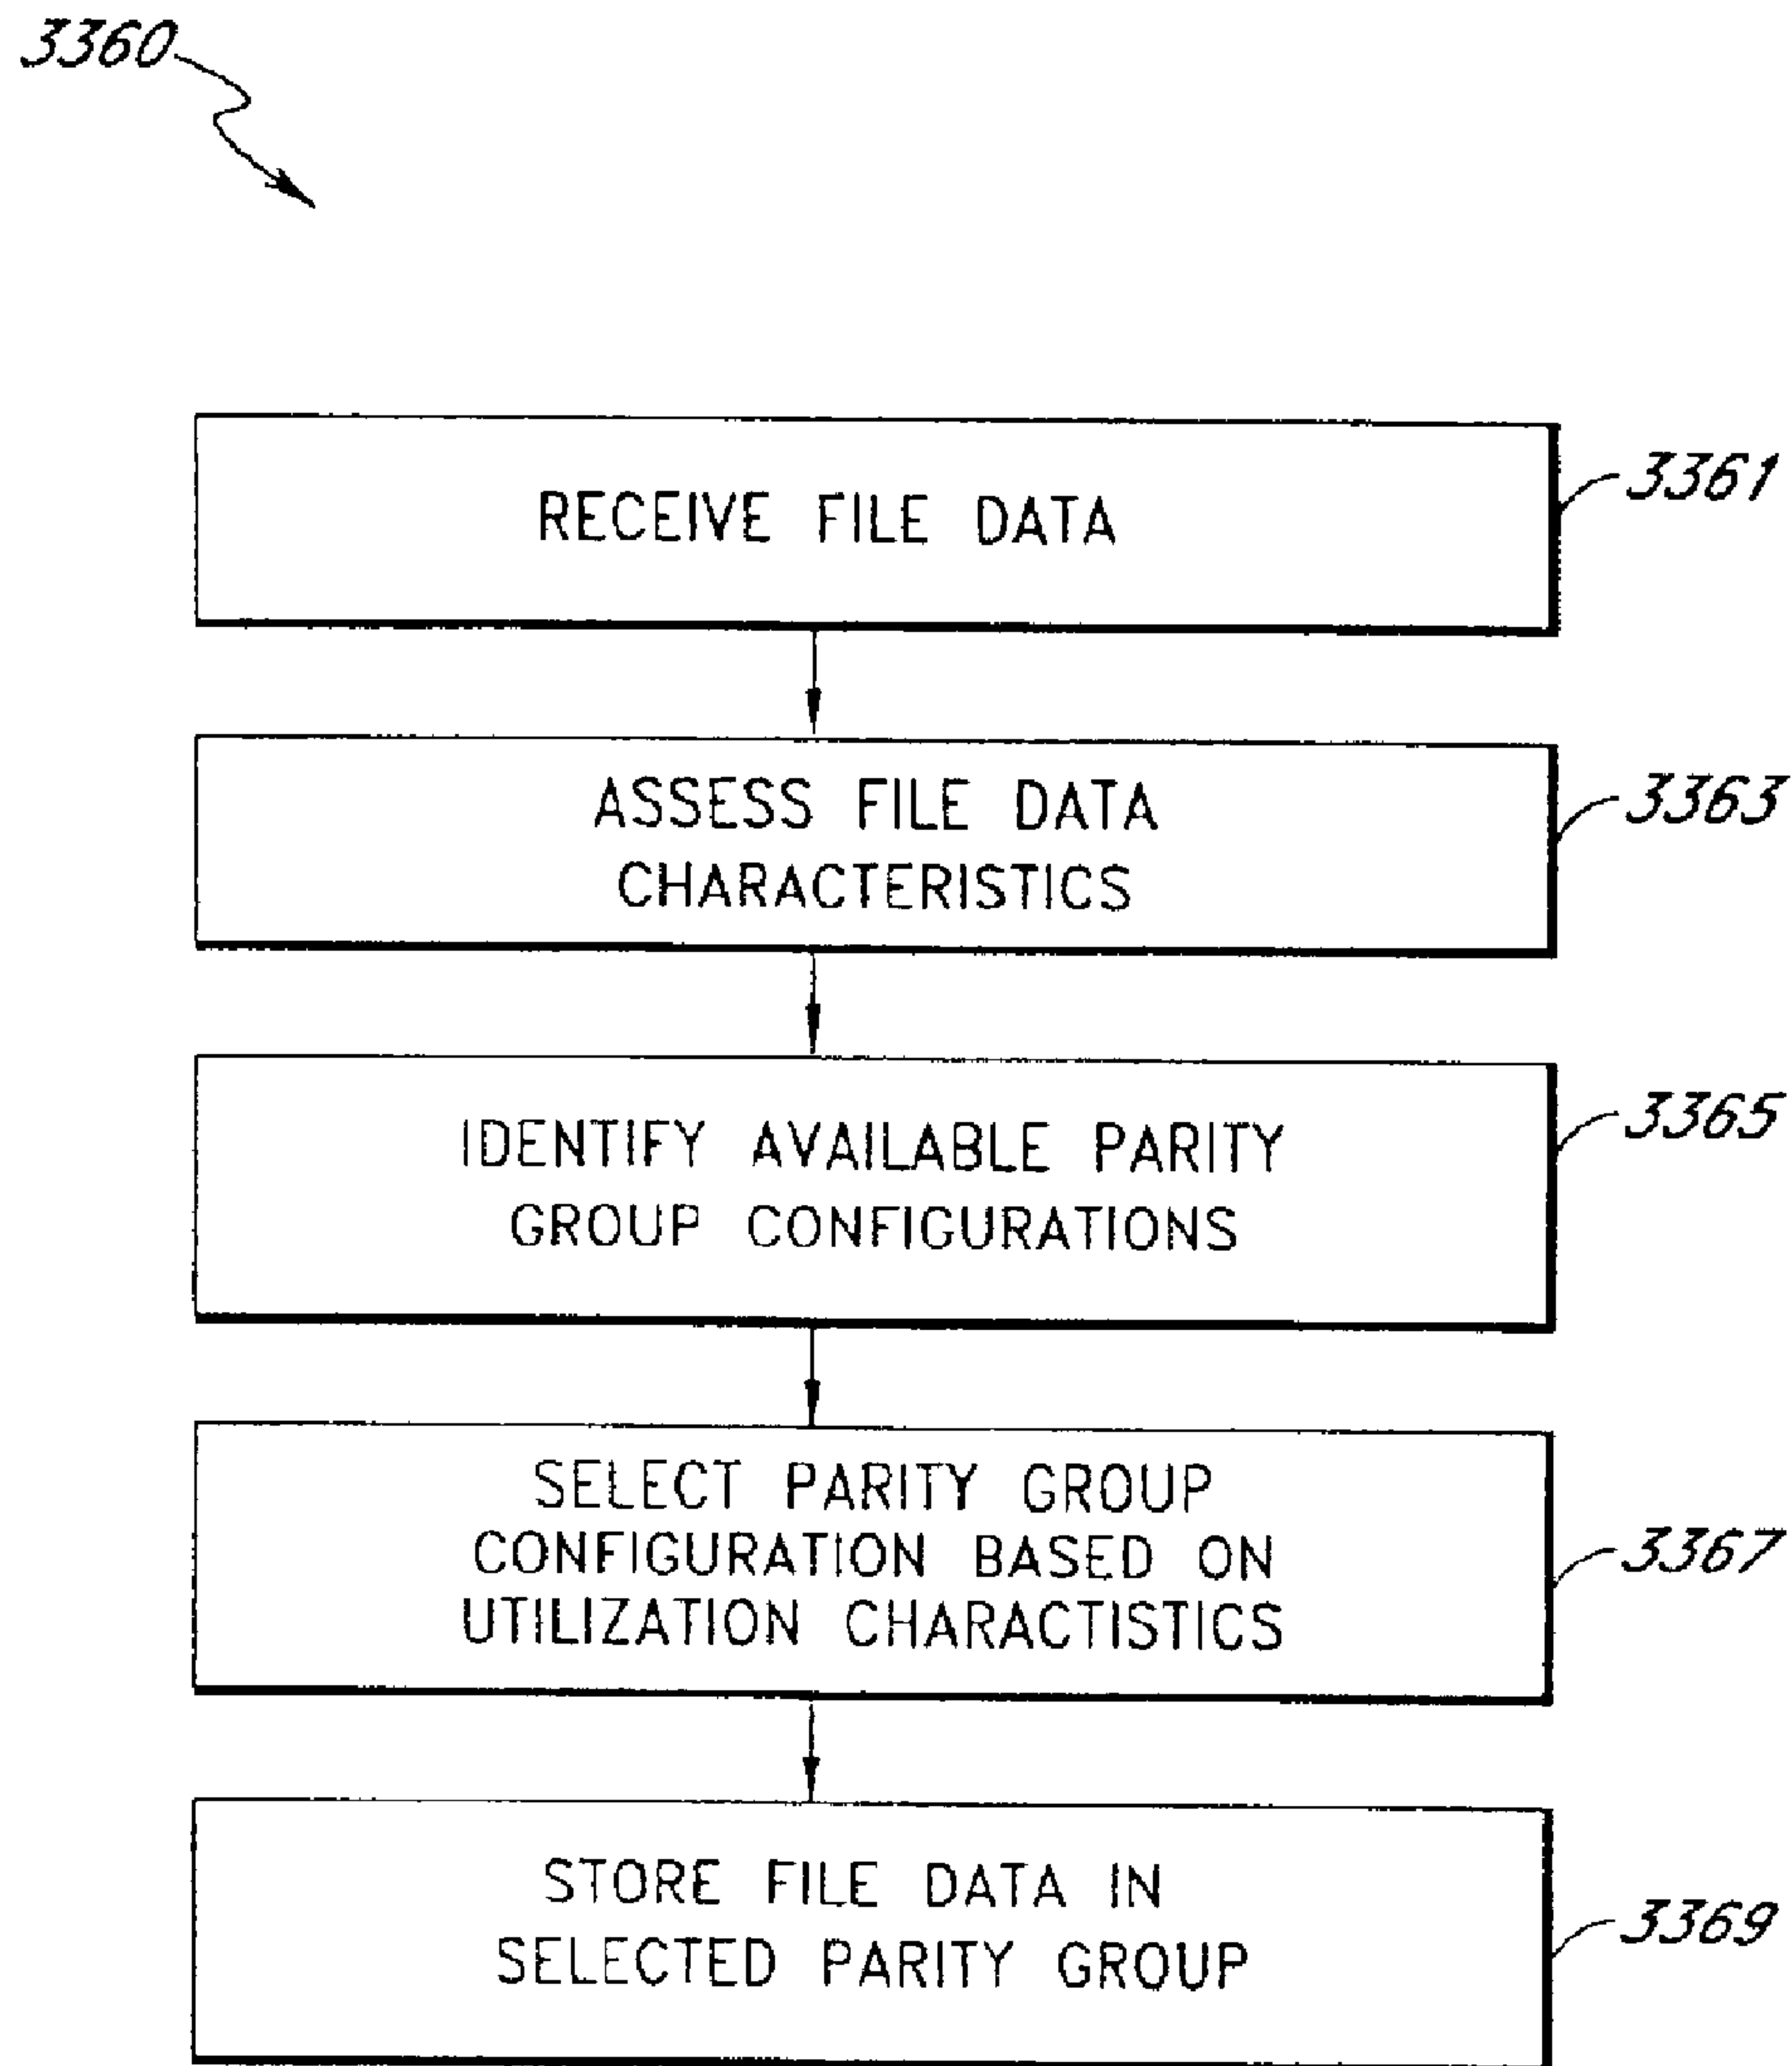 3360
RECEIVE FILE DATA
3361
ASSESS FILE DATA
CHARACTERISTICS
3363
IDENTIFY AVAILABLE PARITY
GROUP CONFIGURATIONS
3365
SELECT PARITY GROUP
CONFIGURATION BASED ON
UTILIZATION CHARACTISTICS
3367
STORE FILE DATA IN
SELECTED PARITY GROUP
3369